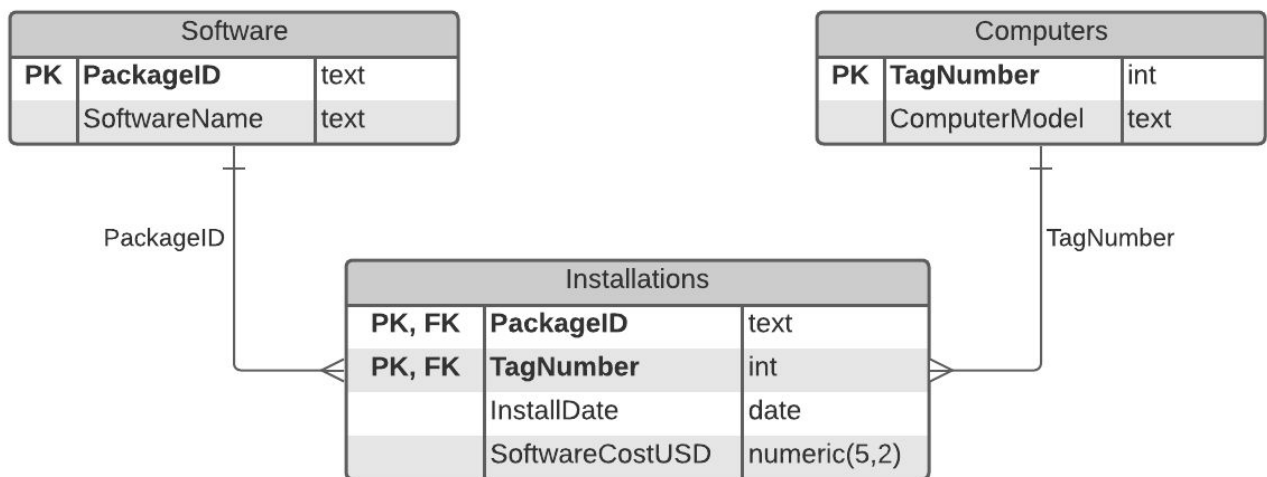 Software
PK PackageID text
SoftwareName text
Computers
PK TagNumber int
ComputerModel text
PackageID
TagNumber
Installations
PK, FK PackageID text
PK, FK TagNumber int
InstallDate date
SoftwareCostUSD numeric(5,2)